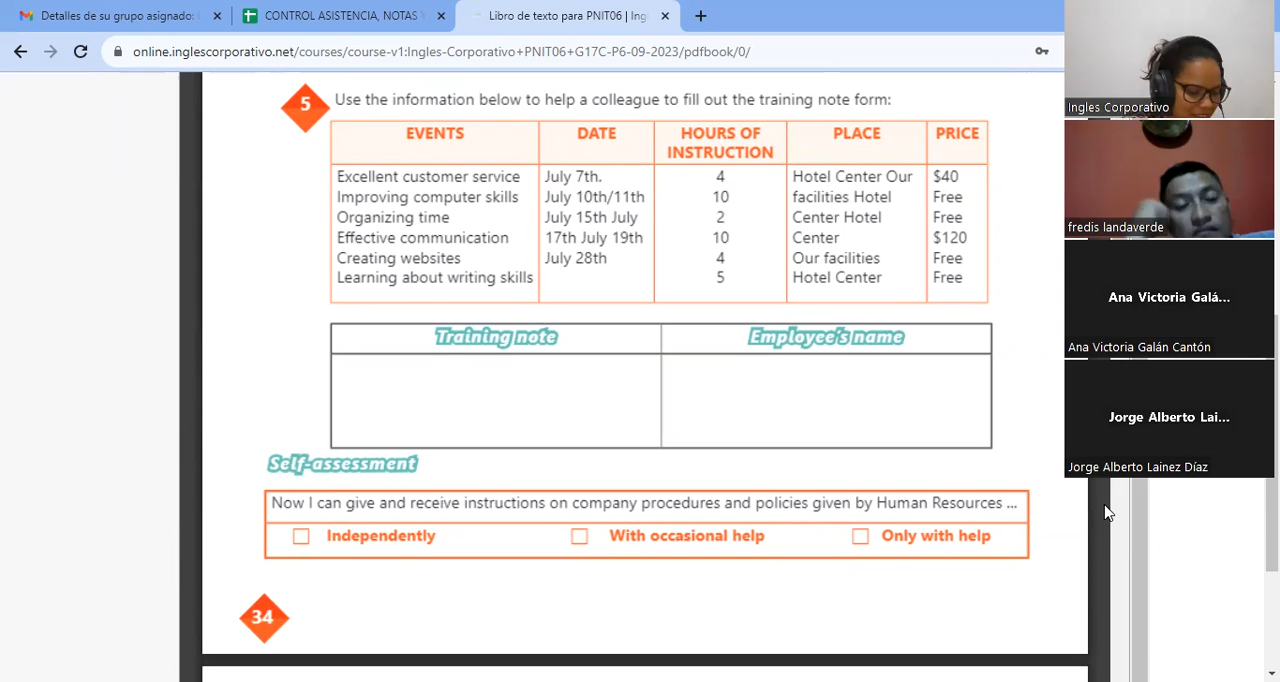 Detalles de su grupo asignado:
CONTROL ASISTENCIA, NOTAS Y
Libro de texto para PNIT06 | Ing
online.inglescorporativo.net/courses/course-v1:Ingles-Corporativo+PNIT06+G17C-P6-09-2023/pdfbook/0/
5 Use the information below to help a colleague to fill out the training note form:
EVENTS DATE HOURS OF INSTRUCTION PLACE PRICE
Excellent customer service July 7th. 4 Hotel Center Our $40
Improving computer skills July 10th/11th 10 facilities Hotel Free
Organizing time July 15th July 2 Center Hotel Free
Effective communication 17th July 19th 10 Center $120
Creating websites July 28th 4 Our facilities Free
Learning about writing skills 5 Hotel Center Free
Training note Employee's name
Self-assessment
Now I can give and receive instructions on company procedures and policies given by Human Resources ...
Independently With occasional help Only with help
34
Ingles Corporativo
fredis landaverde
Ana Victoria Galá...
Ana Victoria Galán Cantón
Jorge Alberto Lai...
Jorge Alberto Lainez Díaz